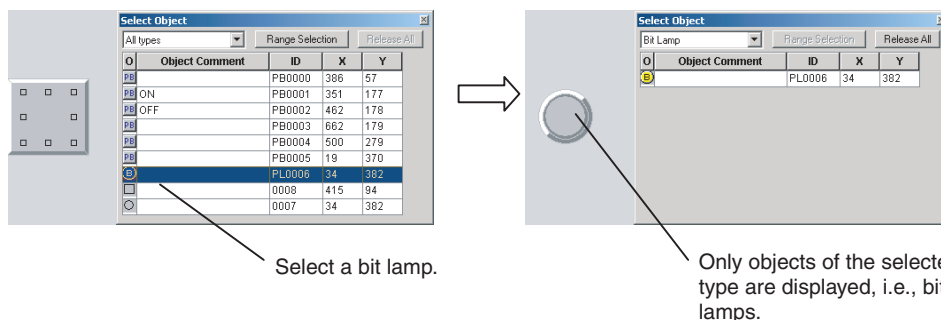 Select Object
All types Range Selection Release All
O Object Comment ID X Y
PB PB0000 386 57
PB ON PB0001 351 177
PB OFF PB0002 462 178
PB PB0003 662 179
PB PB0004 500 279
PB PB0005 19 370
B PL0006 34 382
0008 415 94
0007 34 382
Select a bit lamp.
Select Object
Bit Lamp Range Selection Release All
O Object Comment ID X Y
B PL0006 34 382
Only objects of the selecte
type are displayed, i.e., bit
lamps.